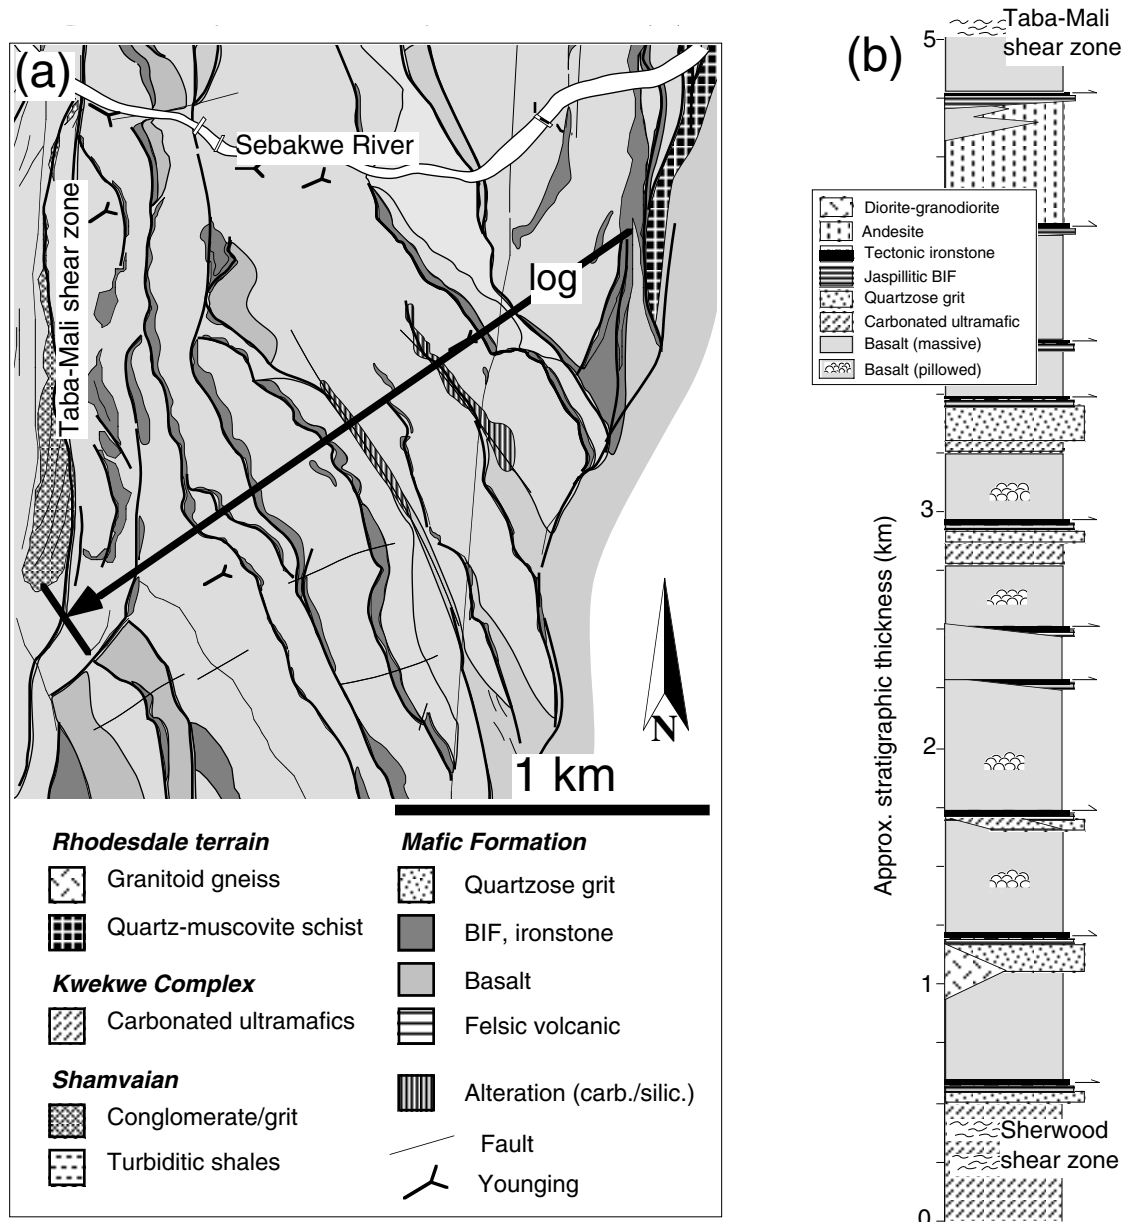 (a)
Sebakwe River
Taba-Mali shear zone
log
N
1 km
Rhodesdale terrain
Granitoid gneiss
Quartz-muscovite schist
Kwekwe Complex
Carbonated ultramafics
Shamvaian
Conglomerate/grit
Turbiditic shales
Mafic Formation
Quartzose grit
BIF, ironstone
Basalt
Felsic volcanic
Alteration (carb./silic.)
Fault
Younging
(b)
Taba-Mali
shear zone
5
Diorite-granodiorite
Andesite
Tectonic ironstone
Jaspillitic BIF
Quartzose grit
Carbonated ultramafic
Basalt (massive)
Basalt (pillowed)
3
2
1
0
Approx. stratigraphic thickness (km)
Sherwood
shear zone